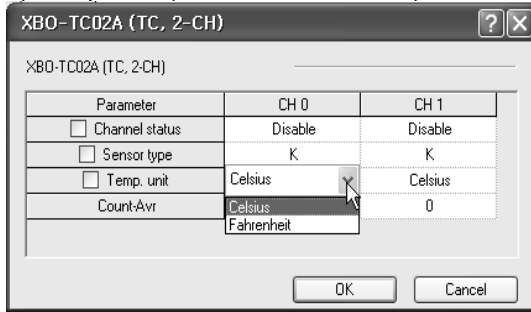 XBO-TC02A (TC, 2-CH)
XBO-TC02A (TC, 2-CH)
Parameter CH 0 CH 1
Channel status Disable Disable
Sensor type K K
Temp. unit Celsius Celsius
Count-Avr Celsius 0
Fahrenheit
OK Cancel